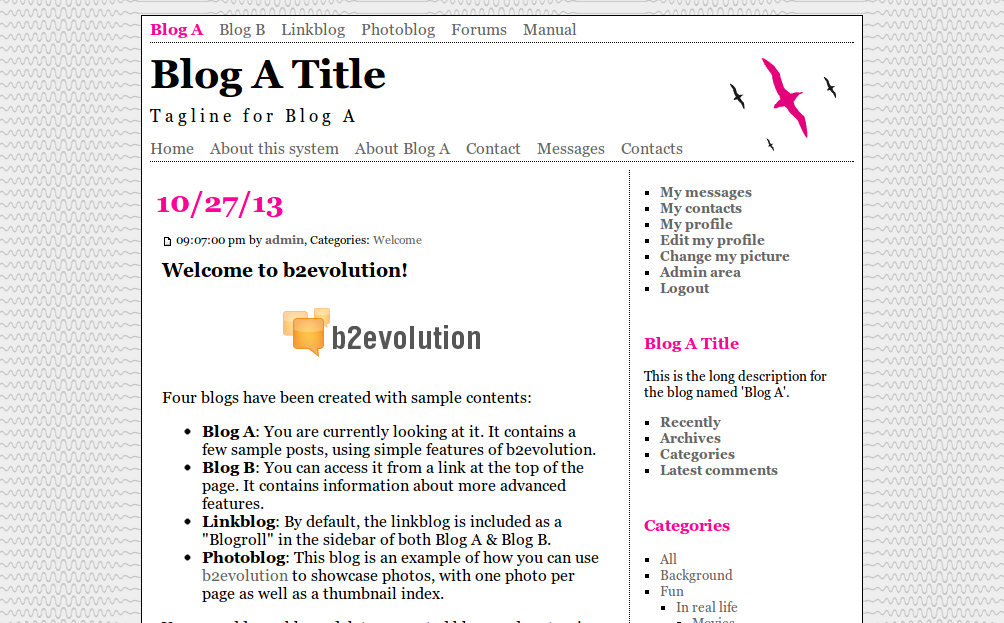 Blog A Blog B Linkblog Photoblog Forums Manual
Blog A Title
Tagline for Blog A
Home About this system About Blog A Contact Messages Contacts
10/27/13
09:07:00 pm by admin, Categories: Welcome
Welcome to b2evolution!
b2evolution
Four blogs have been created with sample contents:
Blog A: You are currently looking at it. It contains a
few sample posts, using simple features of b2evolution.
Blog B: You can access it from a link at the top of the
page. It contains information about more advanced
features.
Linkblog: By default, the linkblog is included as a
"Blogroll" in the sidebar of both Blog A & Blog B.
Photoblog: This blog is an example of how you can use
b2evolution to showcase photos, with one photo per
page as well as a thumbnail index.
My messages
My contacts
My profile
Edit my profile
Change my picture
Admin area
Logout
Blog A Title
This is the long description for
the blog named 'Blog A'.
Recently
Archives
Categories
Latest comments
Categories
All
Background
Fun
In real life
Movies